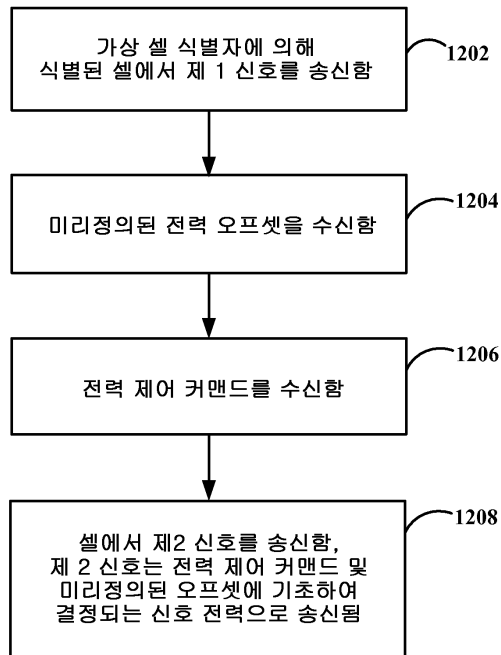 가상 셀 식별자에 의해
식별된 셀에서 제 1 신호를 송신함
1202
미리정의된 전력 오프셋을 수신함
1204
전력 제어 커맨드를 수신함
1206
셀에서 제2 신호를 송신함,
제 2 신호는 전력 제어 커맨드 및
미리정의된 오프셋에 기초하여
결정되는 신호 전력으로 송신됨
1208